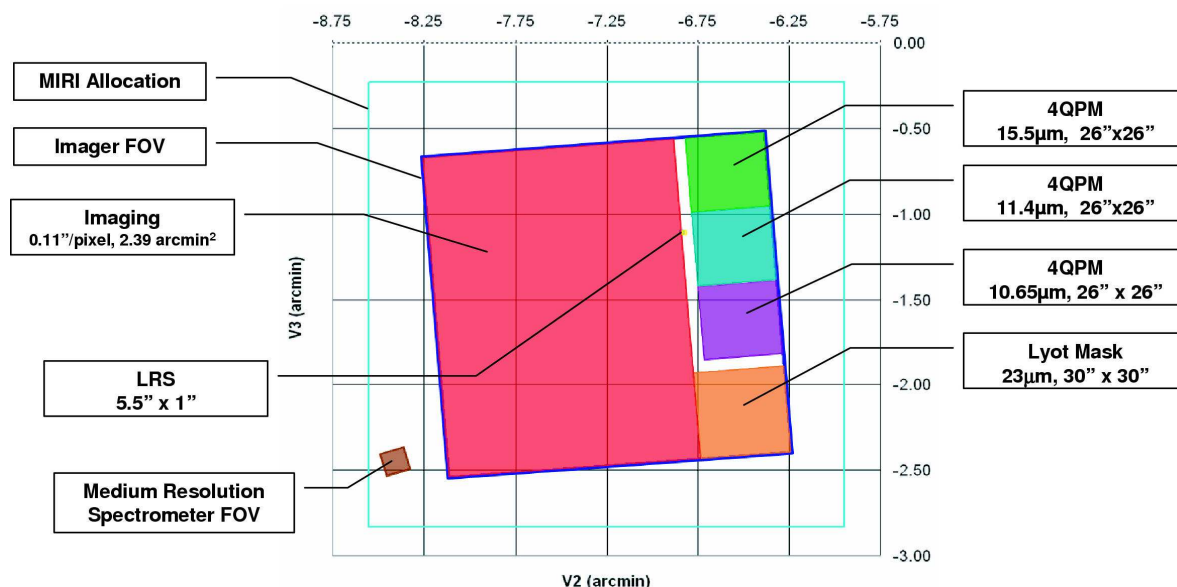 -8.75 -8.25 -7.75 -7.25 -6.75 -6.25 -5.75
0.00
-0.50
-1.00
-1.50
-2.00
-2.50
-3.00
V3 (arcmin)
V2 (arcmin)
MIRI Allocation
Imager FOV
Imaging
0.11”/pixel, 2.39 arcmin²
LRS
5.5” x 1”
Medium Resolution
Spectrometer FOV
4QPM
15.5µm, 26”x26”
4QPM
11.4µm, 26”x26”
4QPM
10.65µm, 26” x 26”
Lyot Mask
23µm, 30” x 30”